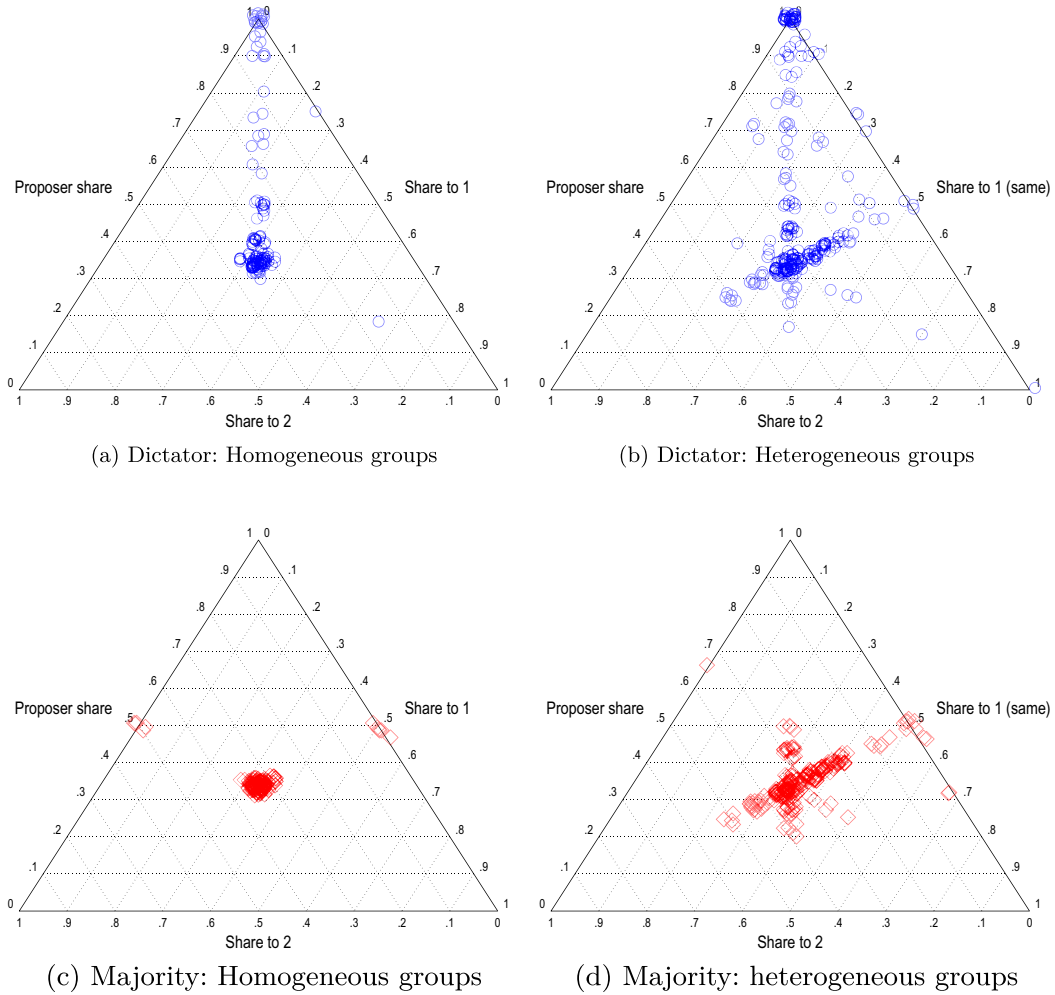 1 0 1 0
.9 .1 .9 .1
.8 .2 .8 .2
.7 .3 .7 .3
.6 .4 .6 .4
Proposer share .5 .5 Share to 1 Proposer share .5 .5 Share to 1 (same)
.4 .6 .4 .6
.3 .7 .3 .7
.2 .8 .2 .8
.1 .9 .1 .9
0 1 0 1
1 .9 .8 .7 .6 .5 .4 .3 .2 .1 0 1 .9 .8 .7 .6 .5 .4 .3 .2 .1 0
Share to 2 Share to 2
(a) Dictator: Homogeneous groups (b) Dictator: Heterogeneous groups
1 0 1 0
.9 .1 .9 .1
.8 .2 .8 .2
.7 .3 .7 .3
.6 .4 .6 .4
Proposer share .5 .5 Share to 1 Proposer share .5 .5 Share to 1 (same)
.4 .6 .4 .6
.3 .7 .3 .7
.2 .8 .2 .8
.1 .9 .1 .9
0 1 0 1
1 .9 .8 .7 .6 .5 .4 .3 .2 .1 0 1 .9 .8 .7 .6 .5 .4 .3 .2 .1 0
Share to 2 Share to 2
(c) Majority: Homogeneous groups (d) Majority: heterogeneous groups